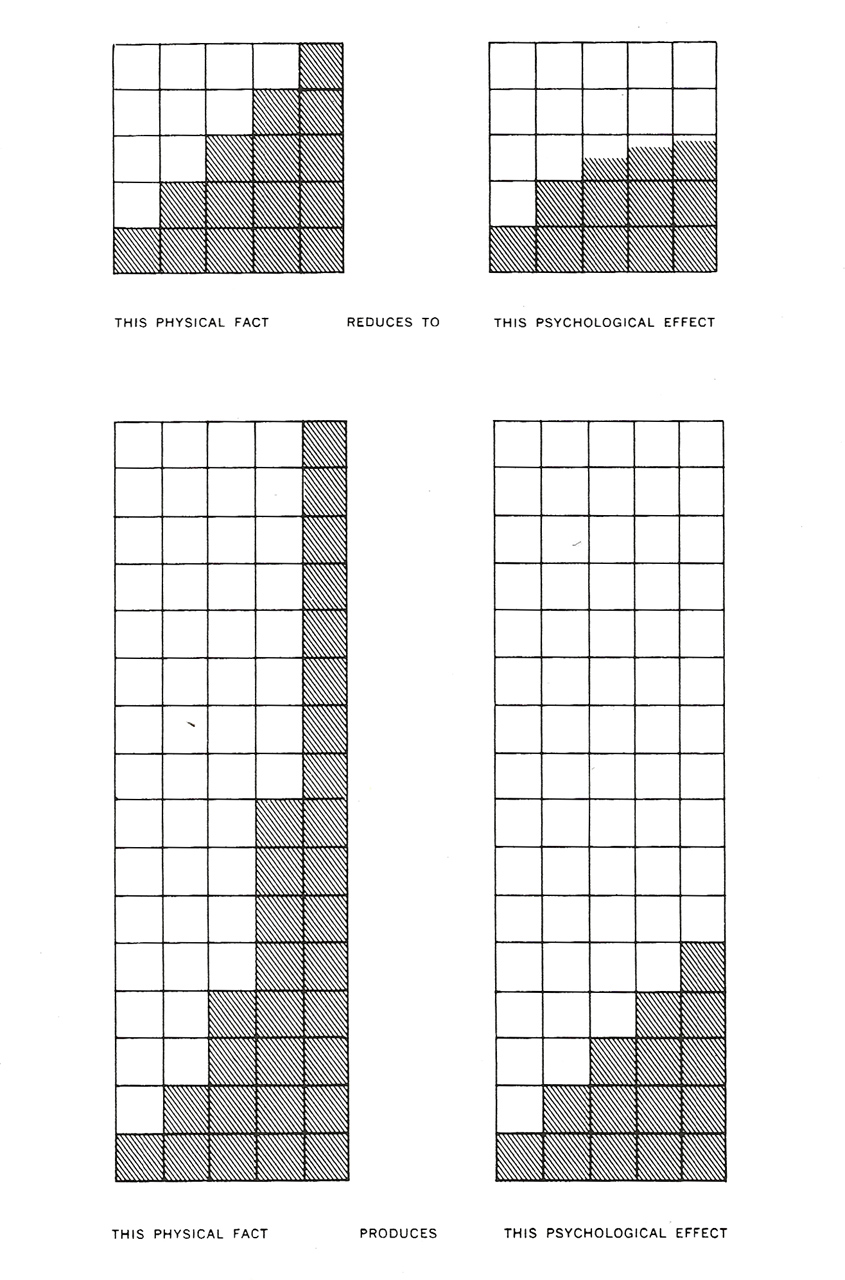 THIS PHYSICAL FACT REDUCES TO THIS PSYCHOLOGICAL EFFECT
THIS PHYSICAL FACT PRODUCES THIS PSYCHOLOGICAL EFFECT